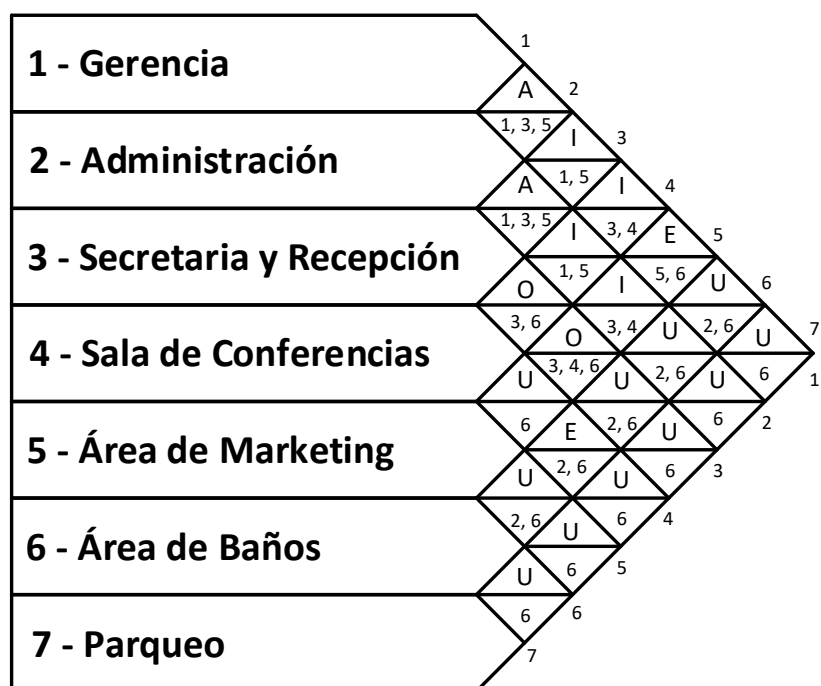 1
1 - Gerencia
A
2
1, 3, 5
I
3
2 - Administración
A
1, 5
I
4
1, 3, 5
I
3, 4
E
5
3 - Secretaria y Recepción
O
1, 5
I
5, 6
U
6
3, 6
O
3, 4
U
2, 6
U
7
4 - Sala de Conferencias
U
3, 4, 6
U
2, 6
U
6
1
6
E
2, 6
U
6
2
5 - Área de Marketing
U
2, 6
U
6
3
2, 6
U
6
4
6 - Área de Baños
U
6
5
6
6
7 - Parqueo
7